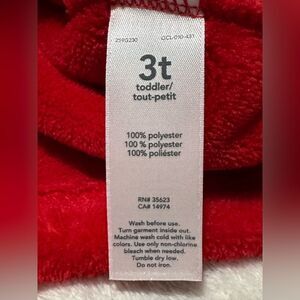 259G230 GCL-010-431
3t
toddler/
tout-petit
100% polyester
100 % polyester
100% poliéster
RN# 35623
CA# 14974
Wash before use.
Turn garment inside out.
Machine wash cold with like
colors. Use only non-chlorine
bleach when needed.
Tumble dry low.
Do not iron.